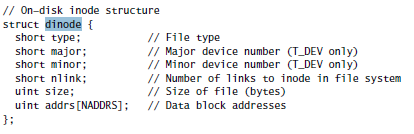 // On-disk inode structure
struct dinode {
short type; // File type
short major; // Major device number (T_DEV only)
short minor; // Minor device number (T_DEV only)
short nlink; // Number of links to inode in file system
uint size; // Size of file (bytes)
uint addrs[NADDRS]; // Data block addresses
};